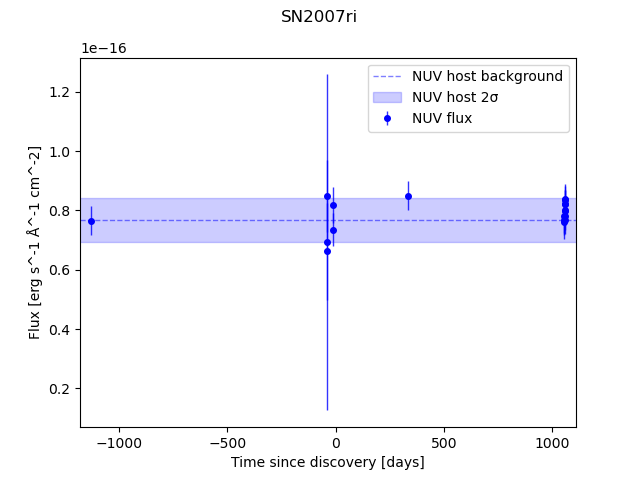 SN2007ri
1e−16
NUV host background
NUV host 2σ
NUV flux
1.2
1.0
0.8
0.6
0.4
0.2
Flux [erg s^-1 Å^-1 cm^-2]
−1000
−500
0
500
1000
Time since discovery [days]